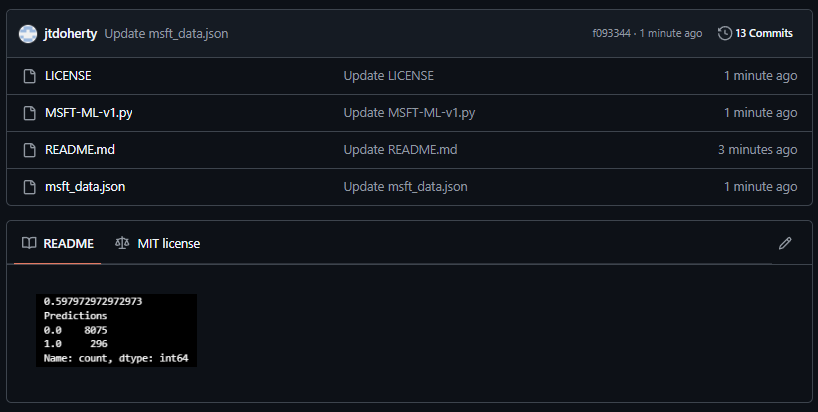 jtdoherty Update msft_data.json f093344 · 1 minute ago 13 Commits
LICENSE Update LICENSE 1 minute ago
MSFT-ML-v1.py Update MSFT-ML-v1.py 1 minute ago
README.md Update README.md 3 minutes ago
msft_data.json Update msft_data.json 1 minute ago
README MIT license
0.597972972972973
Predictions
0.0 8075
1.0 296
Name: count, dtype: int64